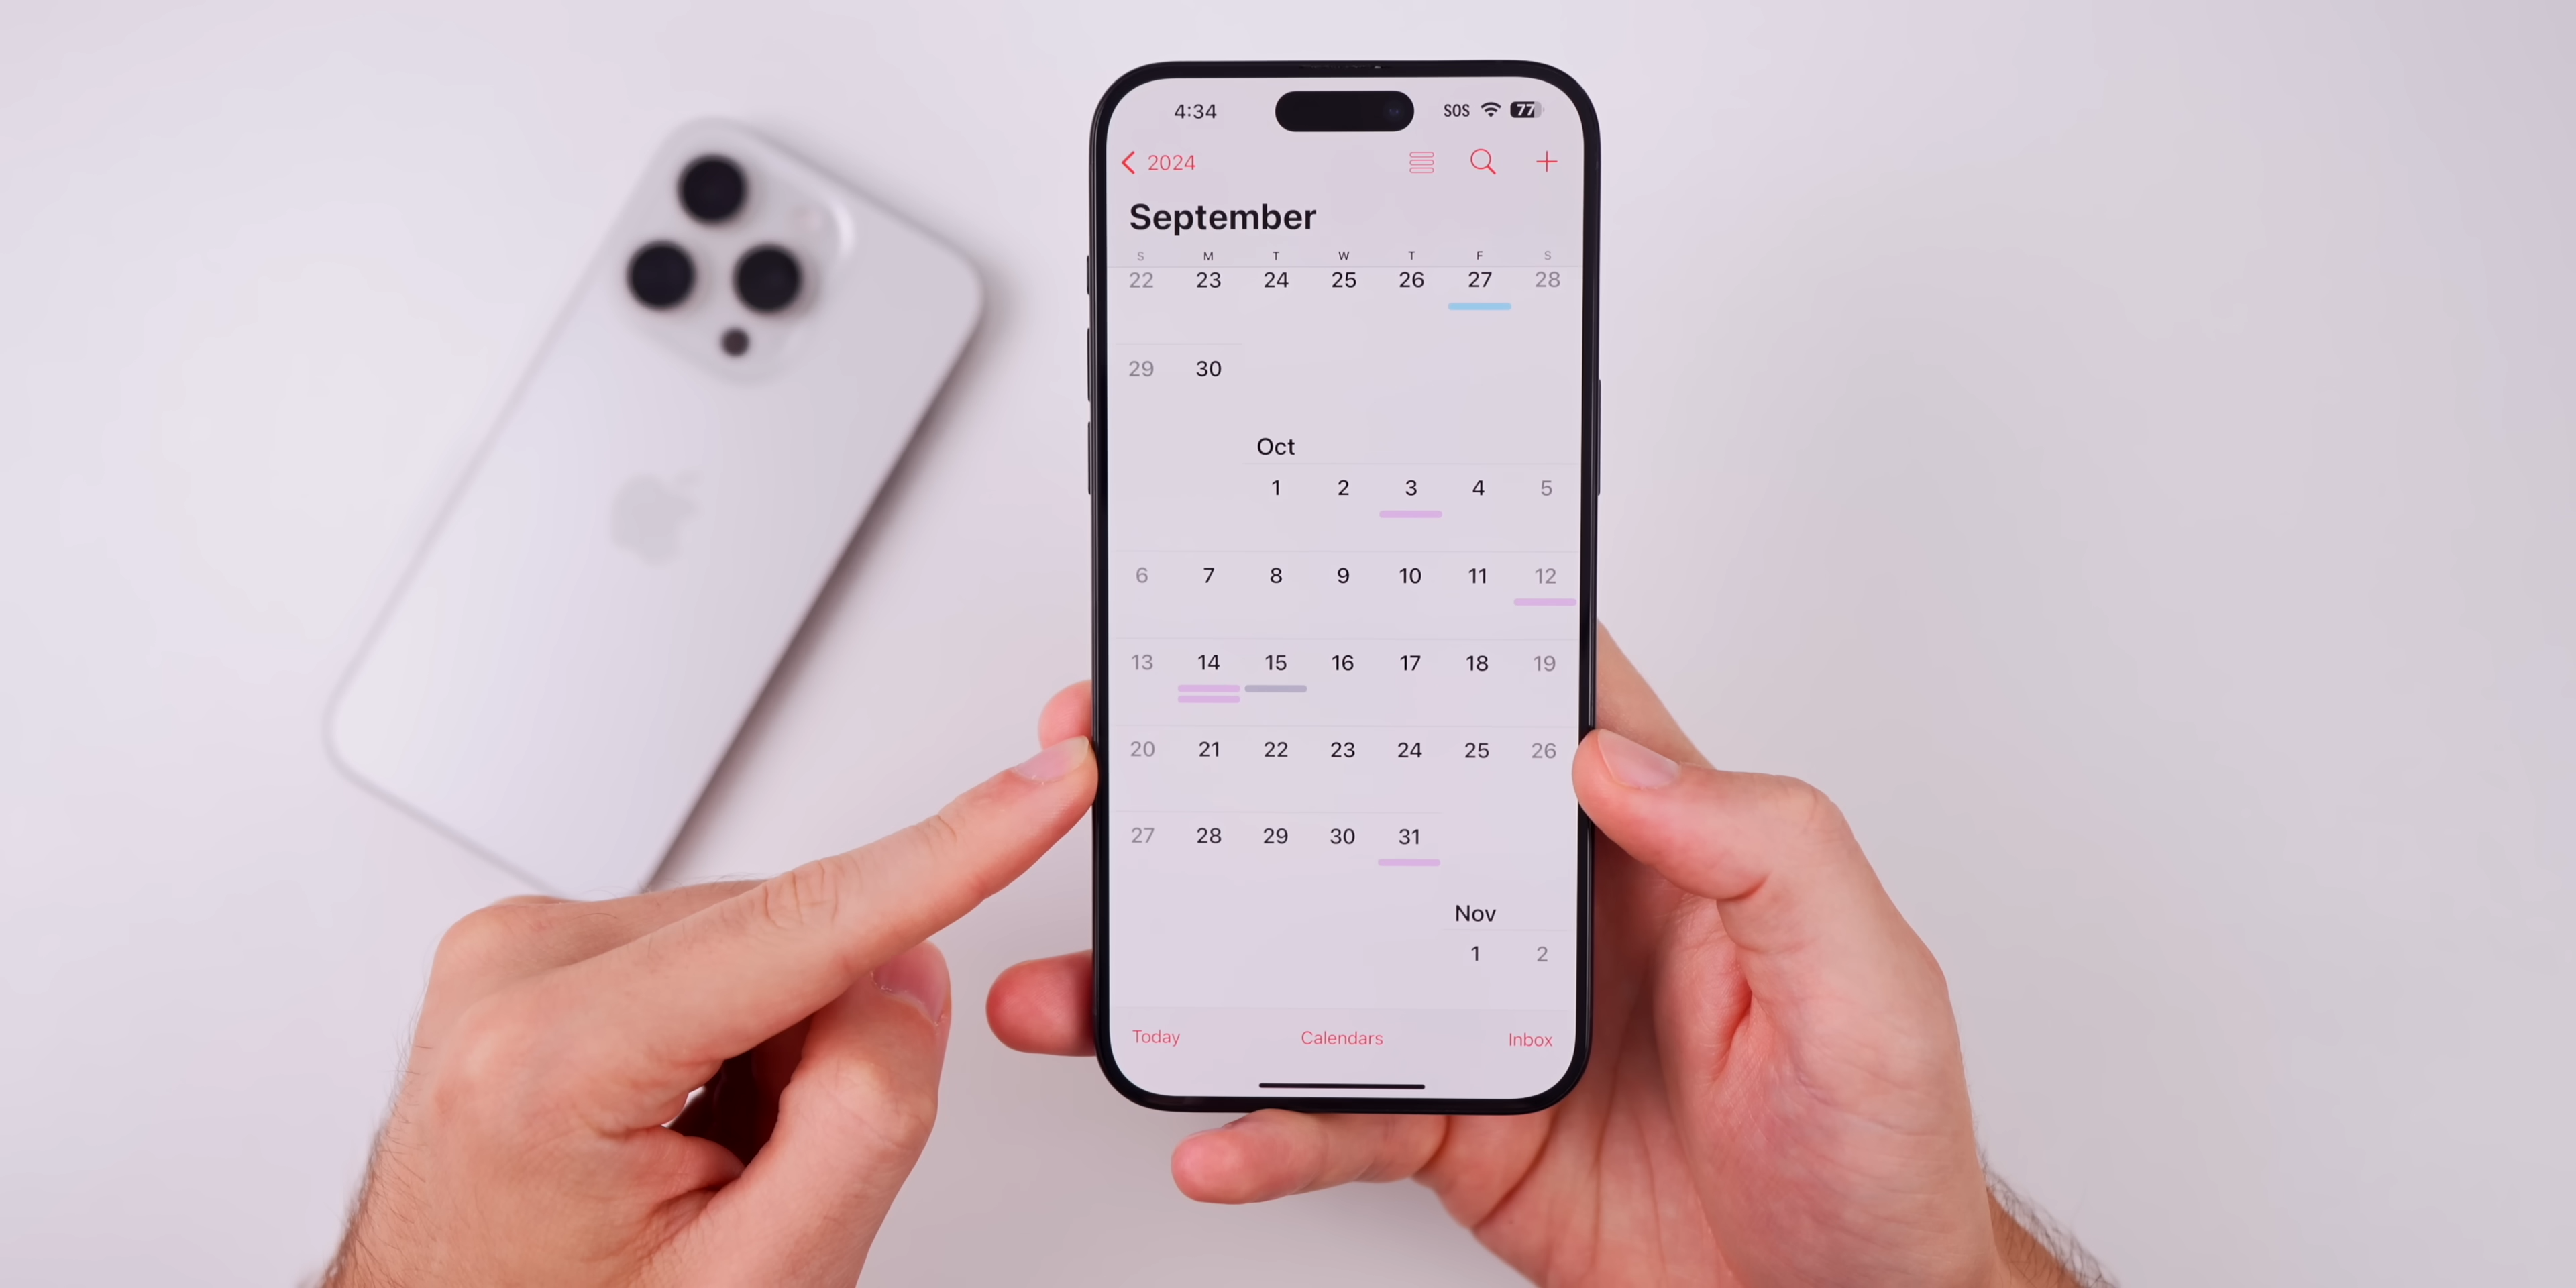 4:34 SOS 77
2024
September
S M T W T F S
22 23 24 25 26 27 28
29 30
Oct
1 2 3 4 5
6 7 8 9 10 11 12
13 14 15 16 17 18 19
20 21 22 23 24 25 26
27 28 29 30 31
Nov
1 2
Today Calendars Inbox